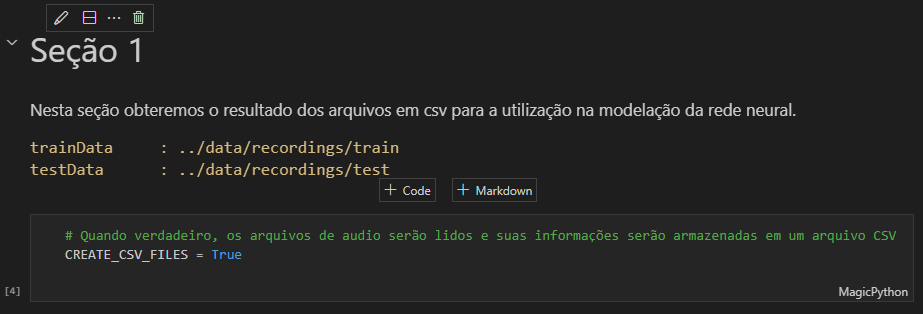 Seção 1
Nesta seção obteremos o resultado dos arquivos em csv para a utilização na modelação da rede neural.
trainData     : ../data/recordings/train
testData      : ../data/recordings/test
+ Code  + Markdown
# Quando verdadeiro, os arquivos de audio serão lidos e suas informações serão armazenadas em um arquivo CSV
CREATE_CSV_FILES = True
[4]
MagicPython